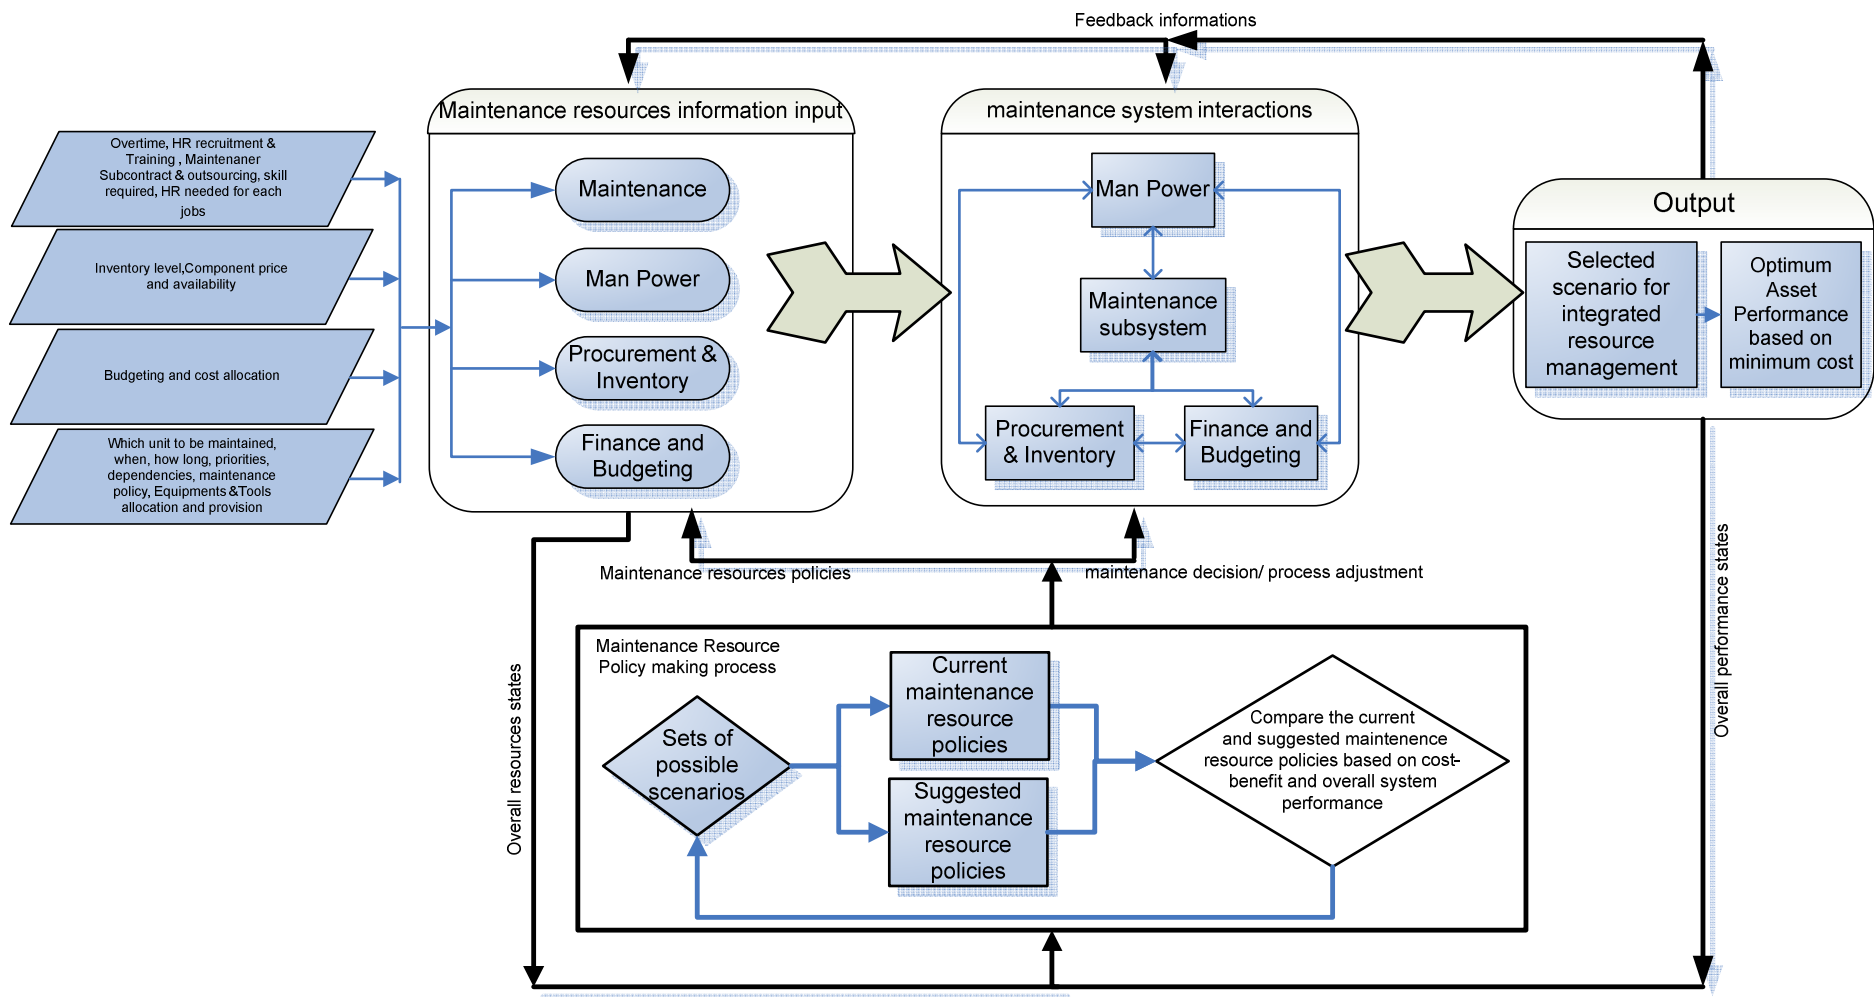 Feedback informations
Maintenance resources information input
maintenance system interactions
Output
Overtime, HR recruitment &
Training , Maintenaner
Subcontract & outsourcing, skill
required, HR needed for each
jobs
Inventory level,Component price
and availability
Budgeting and cost allocation
Which unit to be maintained,
when, how long, priorities,
dependencies, maintenance
policy, Equipments &Tools
allocation and provision
Maintenance
Man Power
Procurement &
Inventory
Finance and
Budgeting
Man Power
Maintenance
subsystem
Procurement
& Inventory
Finance and
Budgeting
Selected
scenario for
integrated
resource
management
Optimum
Asset
Performance
based on
minimum cost
Maintenance resources policies
maintenance decision/ process adjustment
Overall resources states
Overall performance states
Maintenance Resource
Policy making process
Sets of
possible
scenarios
Current
maintenance
resource
policies
Suggested
maintenance
resource
policies
Compare the current
and suggested maintenence
resource policies based on cost-
benefit and overall system
performance